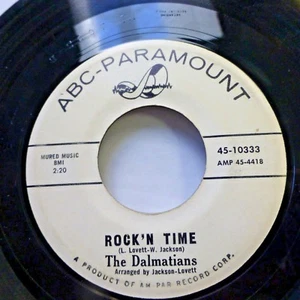 ABC-PARAMOUNT
45-10333
AMP 45-4418
MURED MUSIC
BMI
2:20
ROCK'N TIME
(L. Lovett-W. Jackson)
The Dalmatians
Arranged by Jackson-Lovett
A PRODUCT OF AM-PAR RECORD CORP.